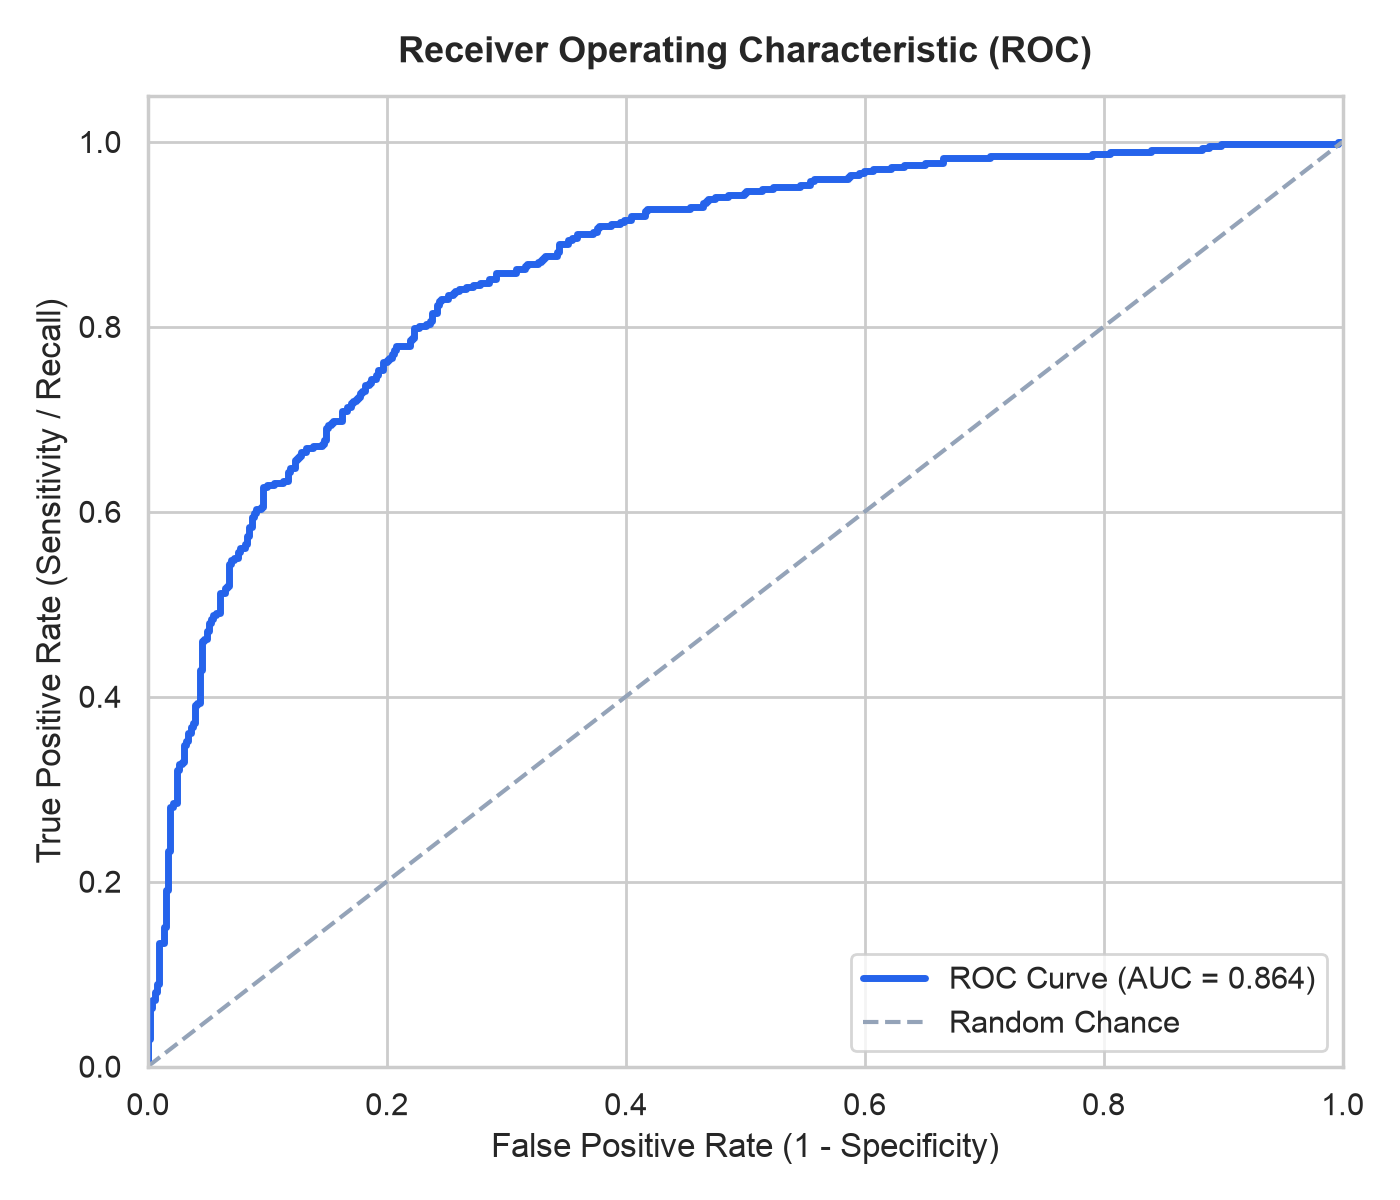 Receiver Operating Characteristic (ROC)
True Positive Rate (Sensitivity / Recall)
1.0
0.8
0.6
0.4
0.2
0.0
ROC Curve (AUC = 0.864)
Random Chance
0.0 0.2 0.4 0.6 0.8 1.0
False Positive Rate (1 - Specificity)